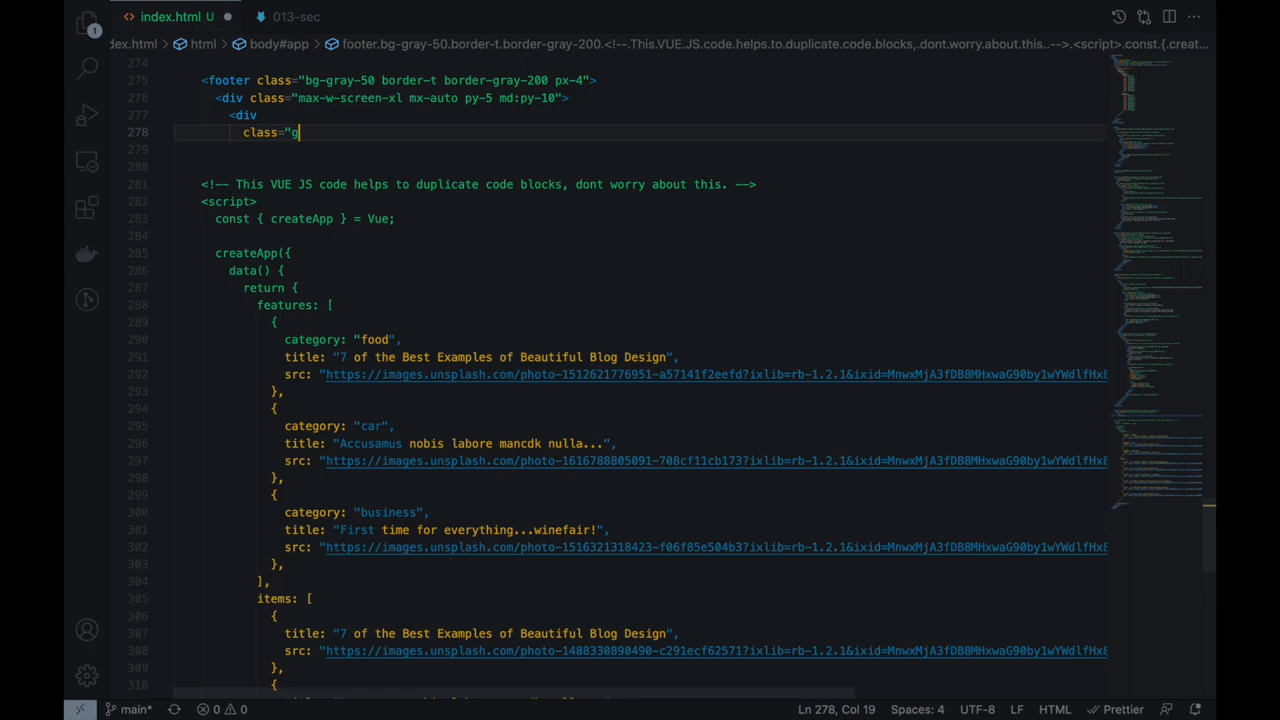 index.html U
013-sec
1
dex.html > html > body#app > footer.bg-gray-50.border-t.border-gray-200.<!--.This.VUE.JS.code.helps.to.duplicate.code.blocks,.dont.worry.about.this..-->.<script>.const.{.creat...
274
275 <footer class="bg-gray-50 border-t border-gray-200 px-4">
276 <div class="max-w-screen-xl mx-auto py-5 md:py-10">
277 <div
278 class="g
279
280
281 <!-- This VUE JS code helps to duplicate code blocks, dont worry about this. -->
282 <script>
283 const { createApp } = Vue;
284
285 createApp({
286 data() {
287 return {
288 features: [
289 {
290 category: "food",
291 title: "7 of the Best Examples of Beautiful Blog Design",
292 src: "https://images.unsplash.com/photo-1512621776951-a57141f2eefd?ixlib=rb-1.2.1&ixid=MnwxMjA3fDB8MHxwaG90by1wYWdlfHx8
293 },
294 {
295 category: "car",
296 title: "Accusamus nobis labore mancdk nulla...",
297 src: "https://images.unsplash.com/photo-1616788805091-708cf11cb173?ixlib=rb-1.2.1&ixid=MnwxMjA3fDB8MHxwaG90by1wYWdlfHx8
298 },
299 {
300 category: "business",
301 title: "First time for everything...winefair!",
302 src: "https://images.unsplash.com/photo-1516321318423-f06f85e504b3?ixlib=rb-1.2.1&ixid=MnwxMjA3fDB8MHxwaG90by1wYWdlfHx8
303 },
304 ],
305 items: [
306 {
307 title: "7 of the Best Examples of Beautiful Blog Design",
308 src: "https://images.unsplash.com/photo-1488330890490-c291ecf62571?ixlib=rb-1.2.1&ixid=MnwxMjA3fDB8MHxwaG90by1wYWdlfHx8
309 },
310 {
main* 0 0 Ln 278, Col 19 Spaces: 4 UTF-8 LF HTML Prettier